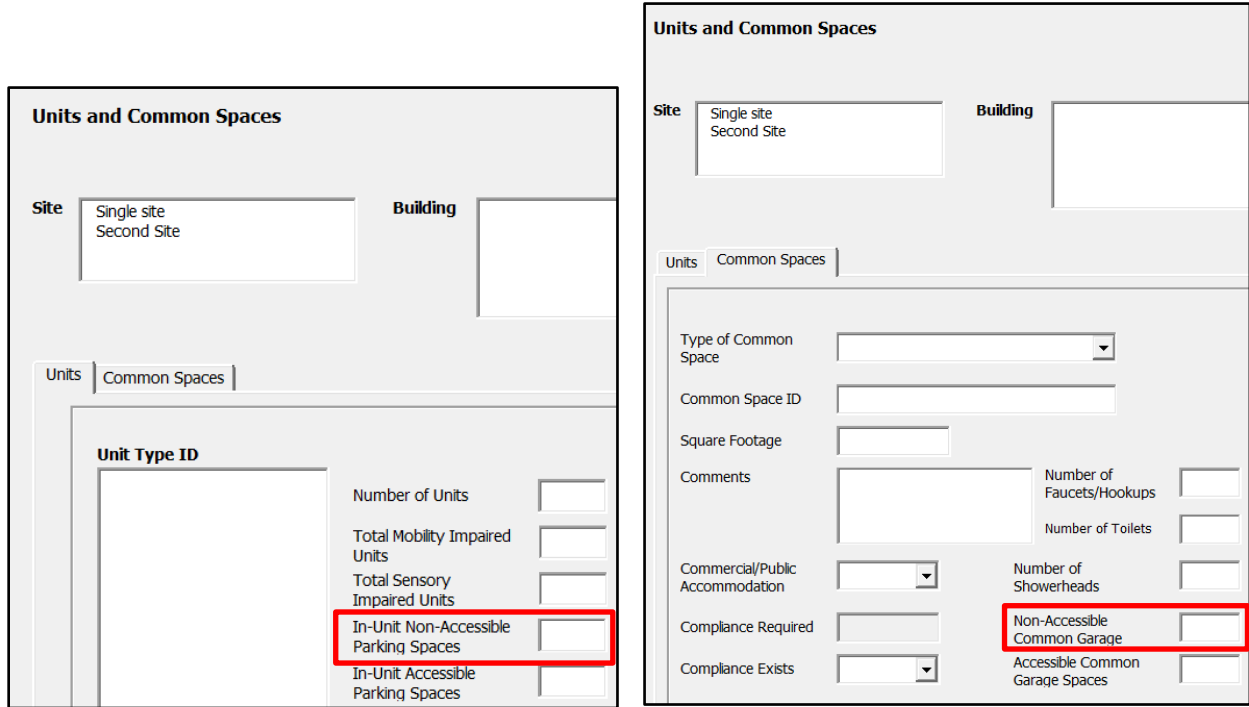 Units and Common Spaces
Site
Single site
Second Site
Building
Units
Common Spaces
Unit Type ID
Number of Units
Total Mobility Impaired
Units
Total Sensory
Impaired Units
In-Unit Non-Accessible
Parking Spaces
In-Unit Accessible
Parking Spaces
Units and Common Spaces
Site
Single site
Second Site
Building
Units
Common Spaces
Type of Common
Space
Common Space ID
Square Footage
Comments
Number of
Faucets/Hookups
Number of Toilets
Commercial/Public
Accommodation
Number of
Showerheads
Compliance Required
Non-Accessible
Common Garage
Compliance Exists
Accessible Common
Garage Spaces